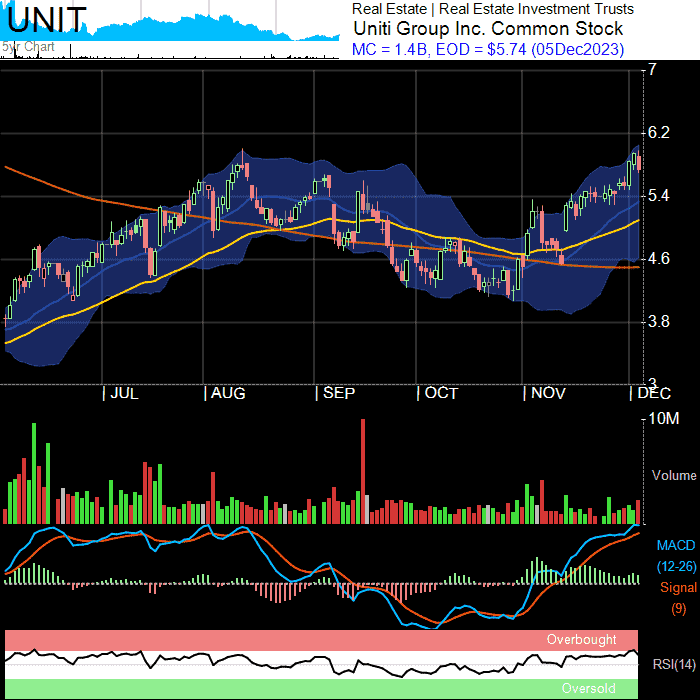 UNIT
5yr Chart
Real Estate | Real Estate Investment Trusts
Uniti Group Inc. Common Stock
MC = 1.4B, EOD = $5.74 (05Dec2023)
7
6.2
5.4
4.6
3.8
3
| JUL | AUG | SEP | OCT | NOV | DEC
10M
Volume
MACD
(12-26)
Signal
(9)
Overbought
RSI(14)
Oversold